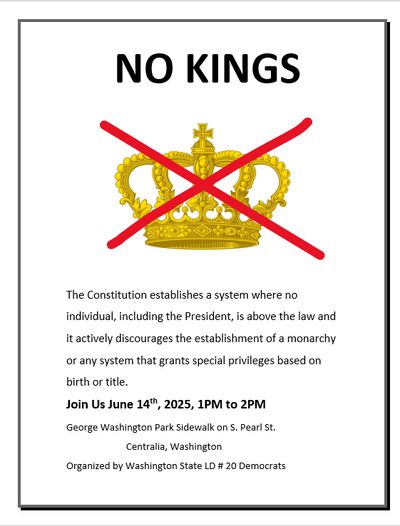 NO KINGS
The Constitution establishes a system where no
individual, including the President, is above the law and
it actively discourages the establishment of a monarchy
or any system that grants special privileges based on
birth or title.
Join Us June 14th, 2025, 1PM to 2PM
George Washington Park Sidewalk on S. Pearl St.
Centralia, Washington
Organized by Washington State LD # 20 Democrats